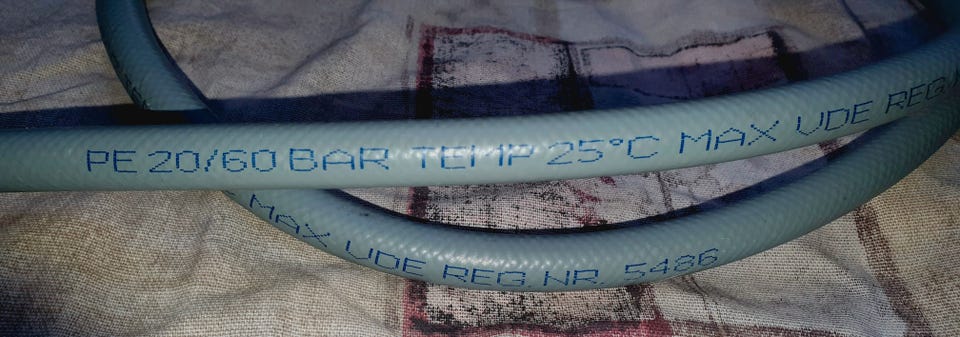 PE 20/60 BAR TEMP 25°C MAX VDE REG
MAX VDE REG. NR. 5486